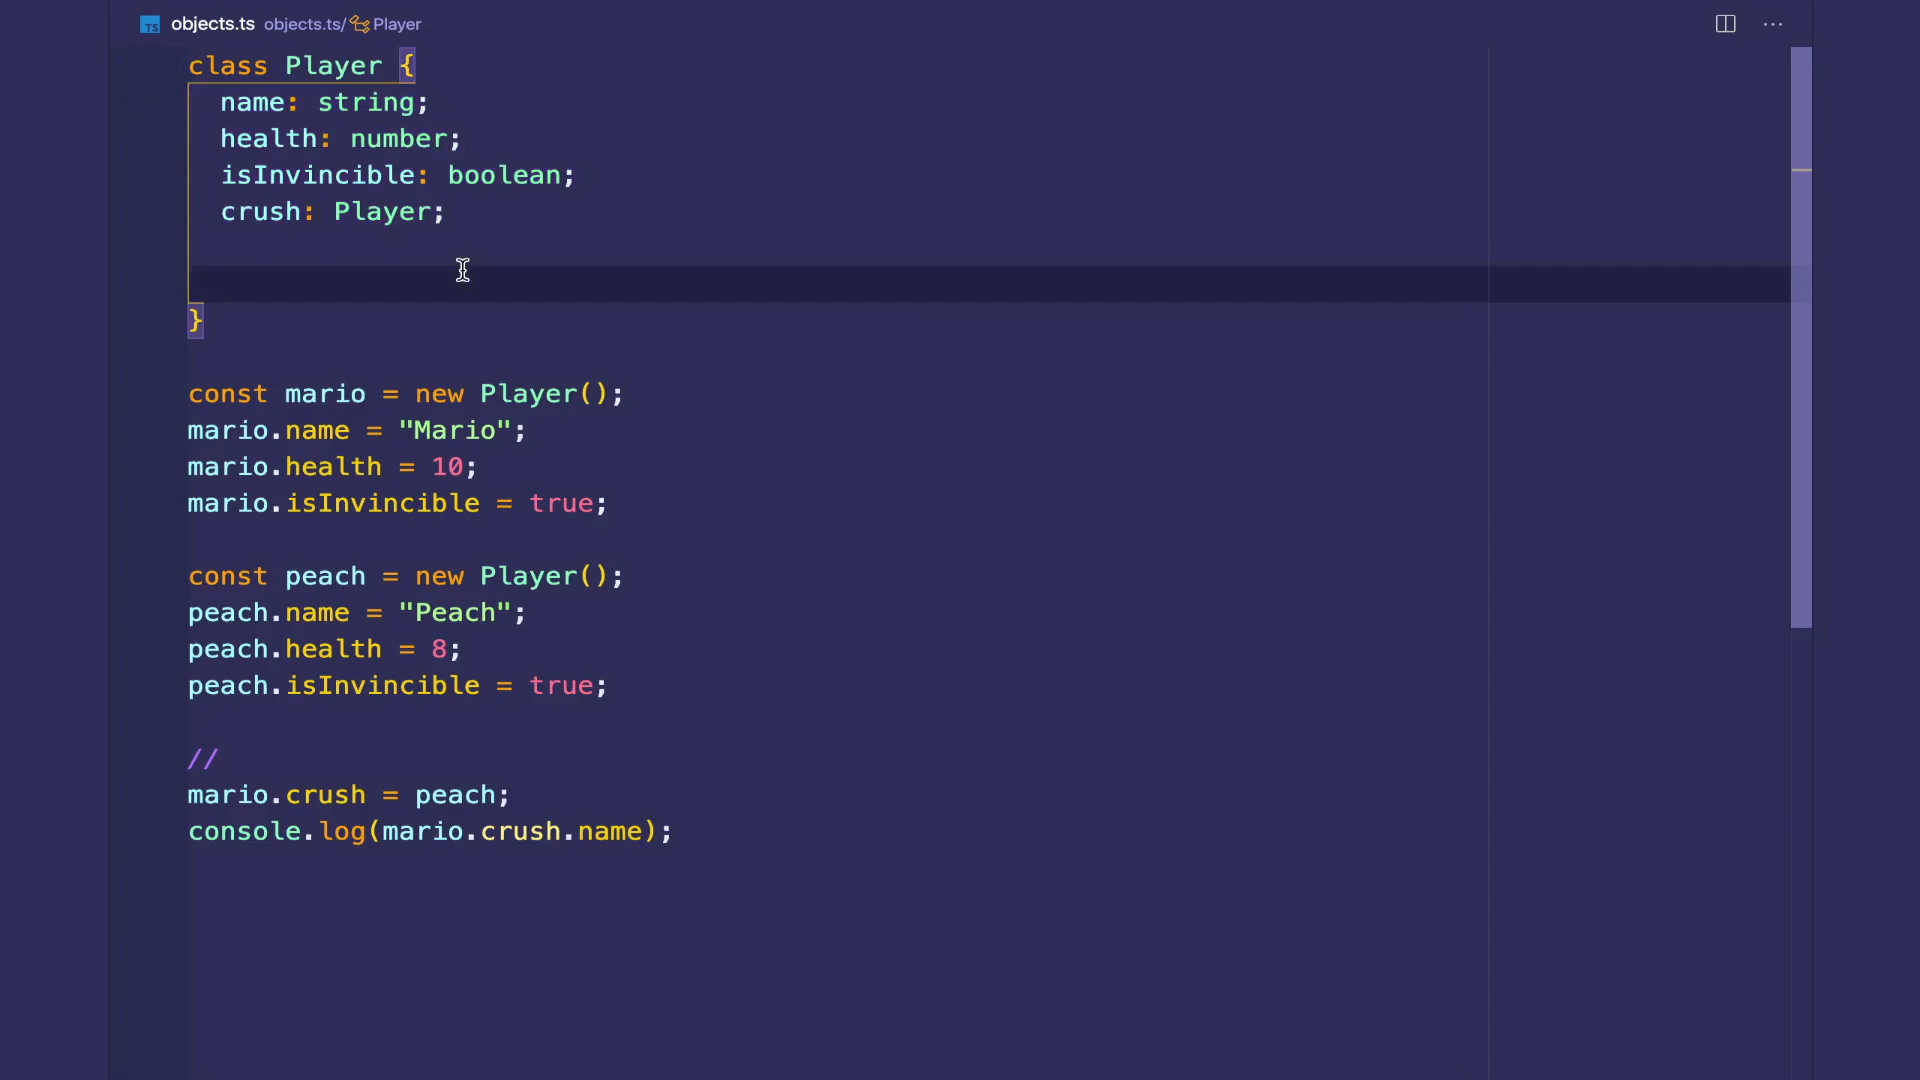 TS objects.ts objects.ts/ Player
class Player {
  name: string;
  health: number;
  isInvincible: boolean;
  crush: Player;
}
const mario = new Player();
mario.name = "Mario";
mario.health = 10;
mario.isInvincible = true;
const peach = new Player();
peach.name = "Peach";
peach.health = 8;
peach.isInvincible = true;
//
mario.crush = peach;
console.log(mario.crush.name);